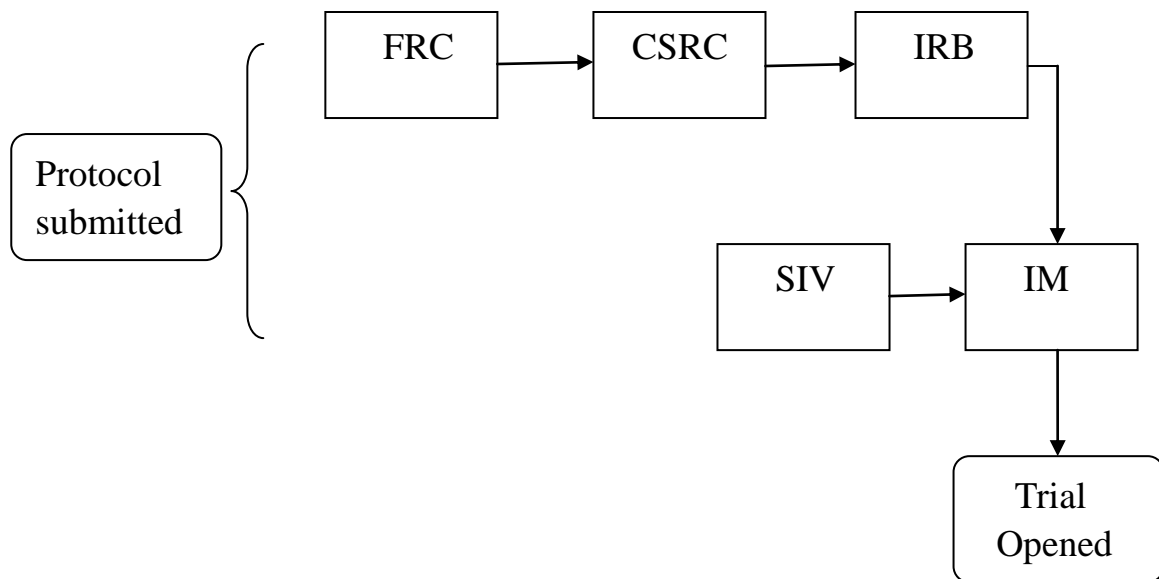 FRC
CSRC
IRB
Protocol
submitted
SIV
IM
Trial
Opened